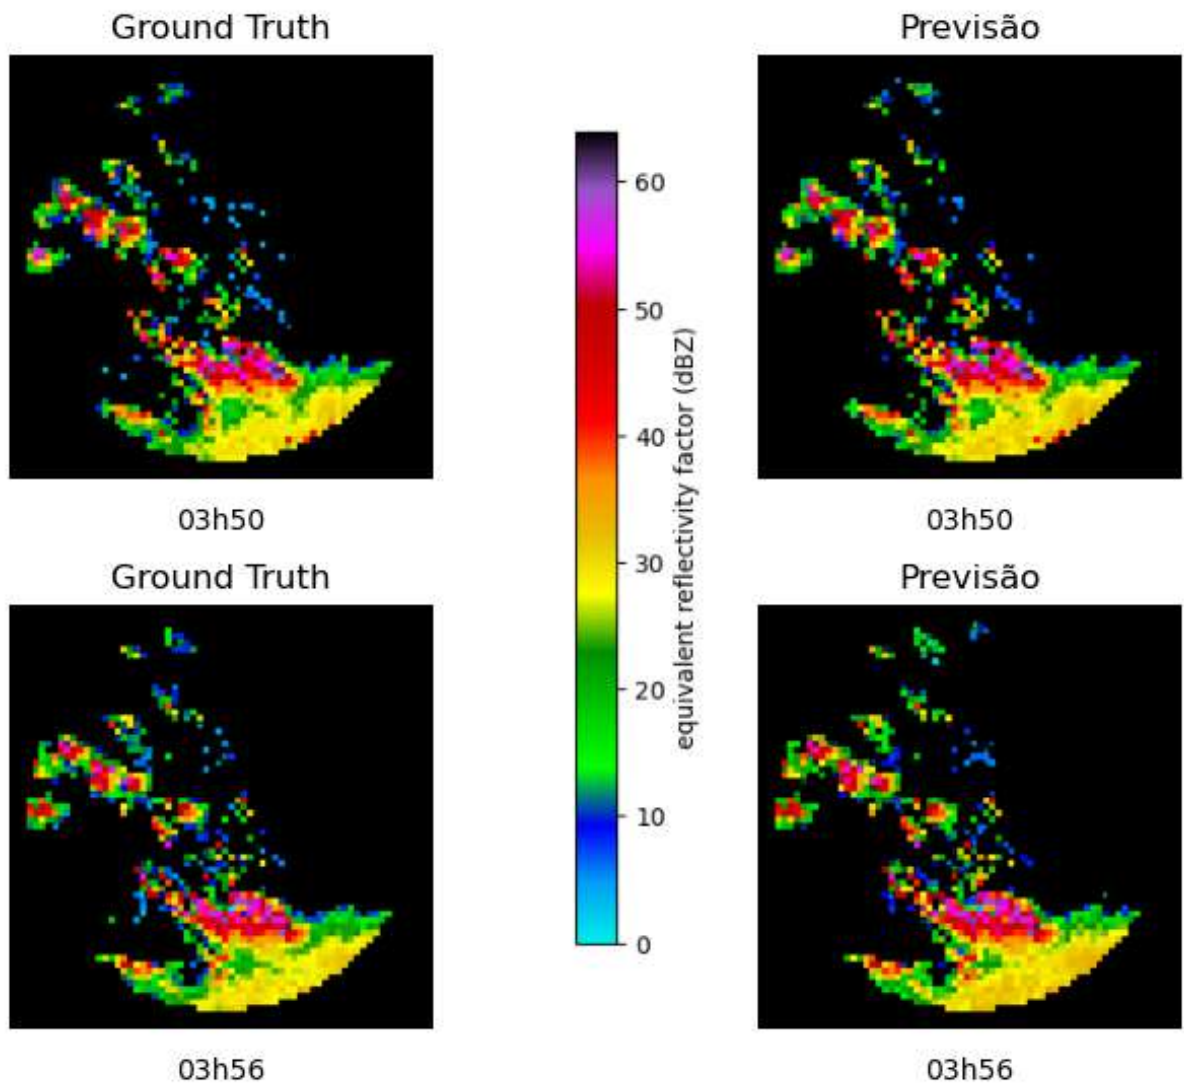 Ground Truth
Previsão
03h50
03h50
60
50
40
30
20
10
0
equivalent reflectivity factor (dBZ)
Ground Truth
Previsão
03h56
03h56